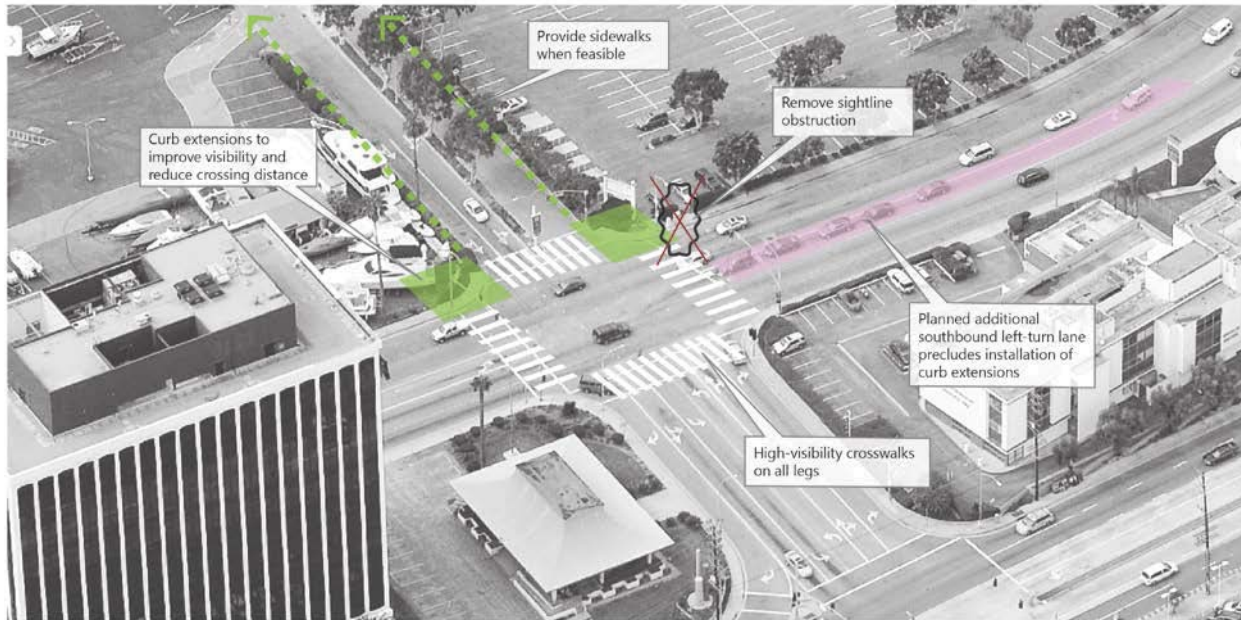 Provide sidewalks
when feasible
Remove sightline
obstruction
Curb extensions to
improve visibility and
reduce crossing distance
Planned additional
southbound left-turn lane
precludes installation of
curb extensions
High-visibility crosswalks
on all legs